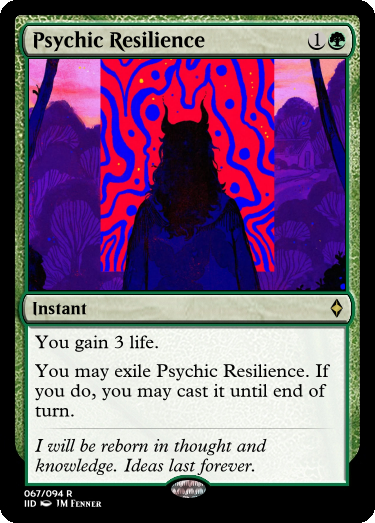 Psychic Resilience 1
Instant
You gain 3 life.
You may exile Psychic Resilience. If
you do, you may cast it until end of
turn.
I will be reborn in thought and
knowledge. Ideas last forever.
067/094 R
IID JM Fenner